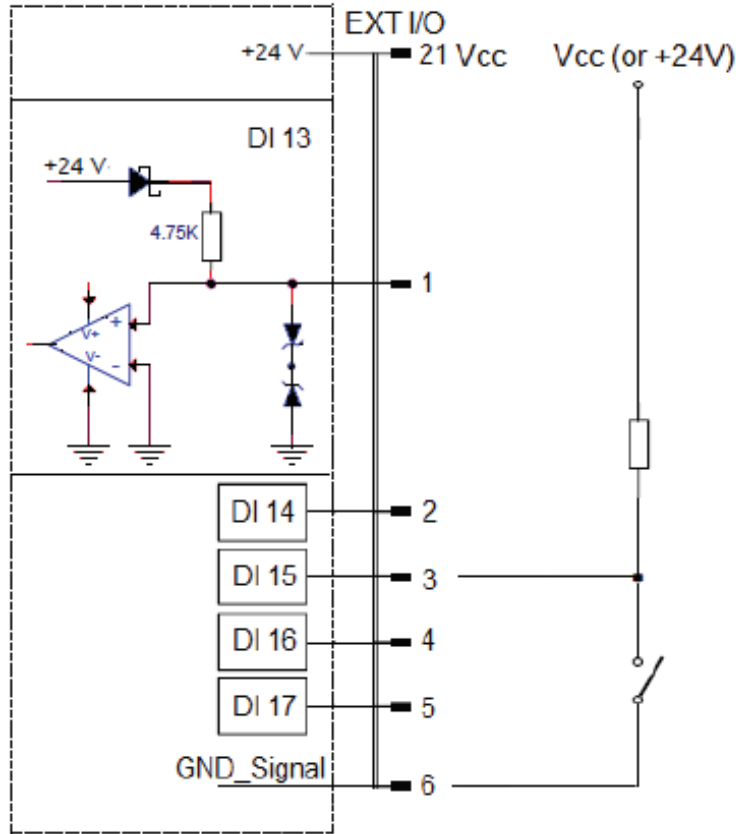 EXT I/O
+24 V
21 Vcc
Vcc (or +24V)
DI 13
+24 V
4.75K
1
+
V+
V-
−
DI 14
2
DI 15
3
DI 16
4
DI 17
5
GND_Signal
6